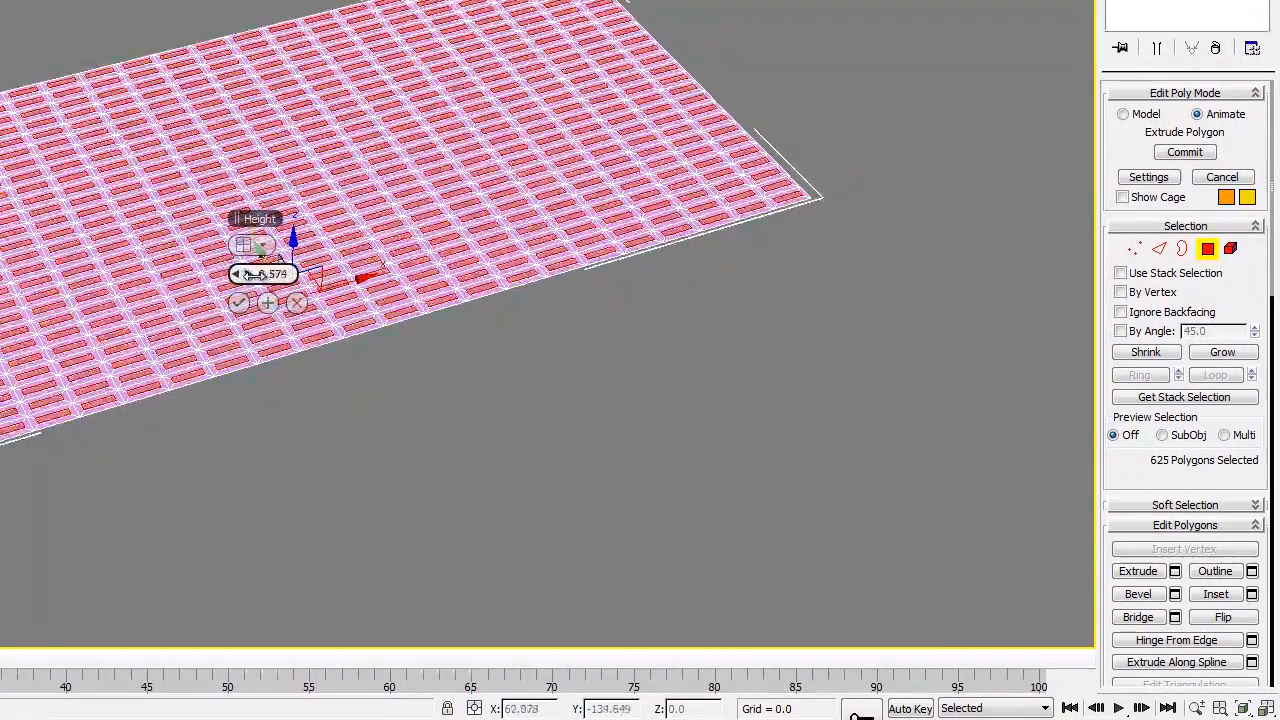 Edit Poly Mode
Model Animate
Extrude Polygon
Commit
Settings Cancel
Show Cage
Height
Selection
Use Stack Selection
By Vertex
Ignore Backfacing
By Angle: 45.0
Shrink Grow
Ring Loop
Get Stack Selection
Preview Selection
Off SubObj Multi
625 Polygons Selected
Soft Selection
Edit Polygons
Insert Vertex
Extrude Outline
Bevel Inset
Bridge Flip
Hinge From Edge
Extrude Along Spline
Edit Triangulation
40 45 50 55 60 65 70 75 80 85 90 95 100
X: 62.078 Y: -134.649 Z: 0.0 Grid = 0.0 Auto Key Selected